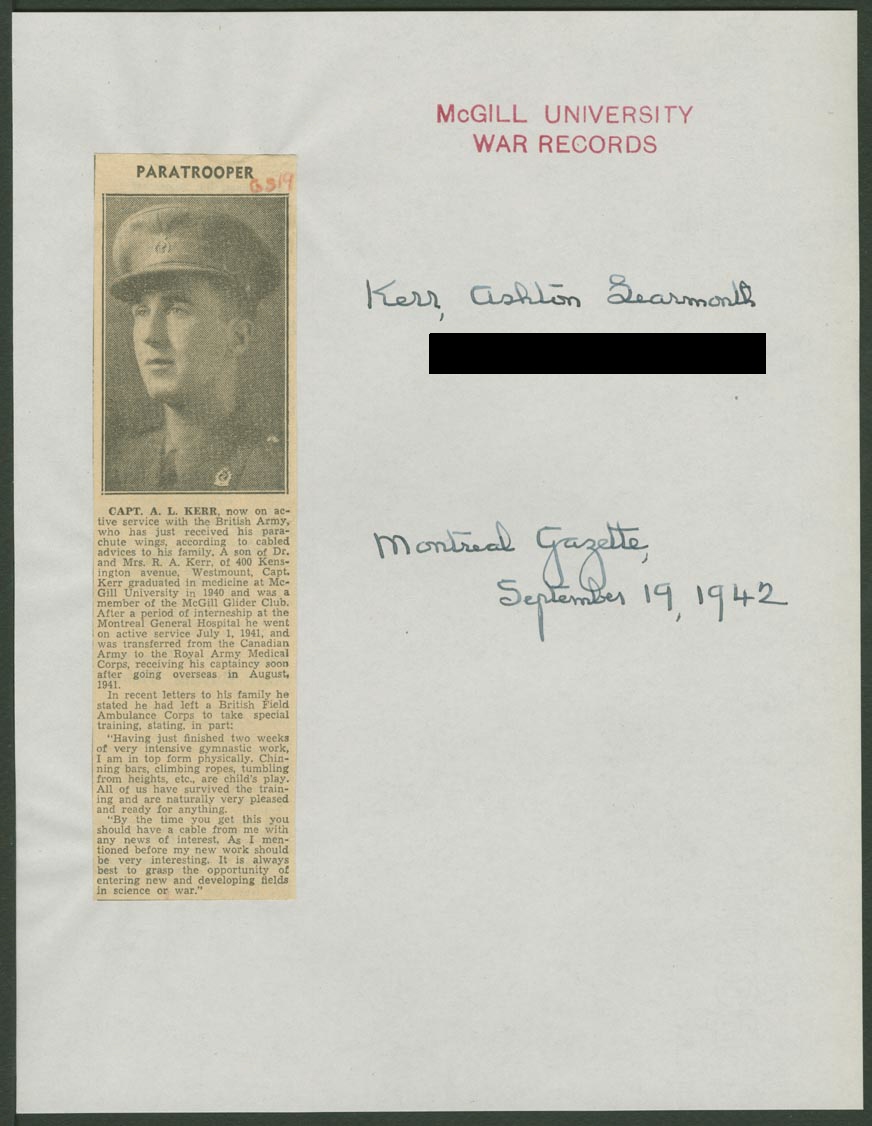 McGILL UNIVERSITY
WAR RECORDS
PARATROOPER
Kerr, Ashton Learmonth
Montreal Gazette,
September 19, 1942
CAPT. A. L. KERR, now on ac-
tive service with the British Army,
who has just received his para-
chute wings, according to cabled
advices to his family. A son of Dr.
and Mrs. R. A. Kerr, of 400 Kens-
ington avenue, Westmount, Capt.
Kerr graduated in medicine at Mc-
Gill University in 1940 and was a
member of the McGill Glider Club.
After a period of interneship at the
Montreal General Hospital he went
on active service July 1, 1941, and
was transferred from the Canadian
Army to the Royal Army Medical
Corps, receiving his captaincy soon
after going overseas in August,
1941.
In recent letters to his family he
stated he had left a British Field
Ambulance Corps to take special
training, stating, in part:
"Having just finished two weeks
of very intensive gymnastic work,
I am in top form physically. Chin-
ning bars, climbing ropes, tumbling
from heights, etc., are child's play.
All of us have survived the train-
ing and are naturally very pleased
and ready for anything.
"By the time you get this you
should have a cable from me with
any news of interest. As I men-
tioned before my new work should
be very interesting. It is always
best to grasp the opportunity of
entering new and developing fields
in science or war."